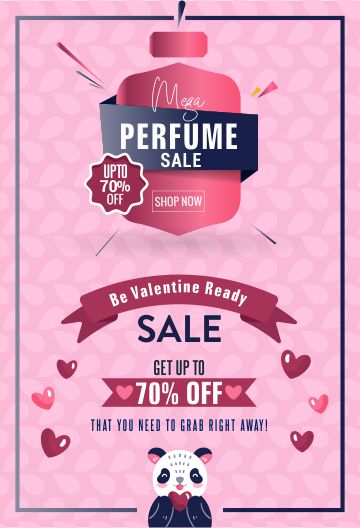 Mega
PERFUME
SALE
UPTO
70%
OFF
SHOP NOW
Be Valentine Ready
SALE
GET UP TO
70% OFF
THAT YOU NEED TO GRAB RIGHT AWAY!